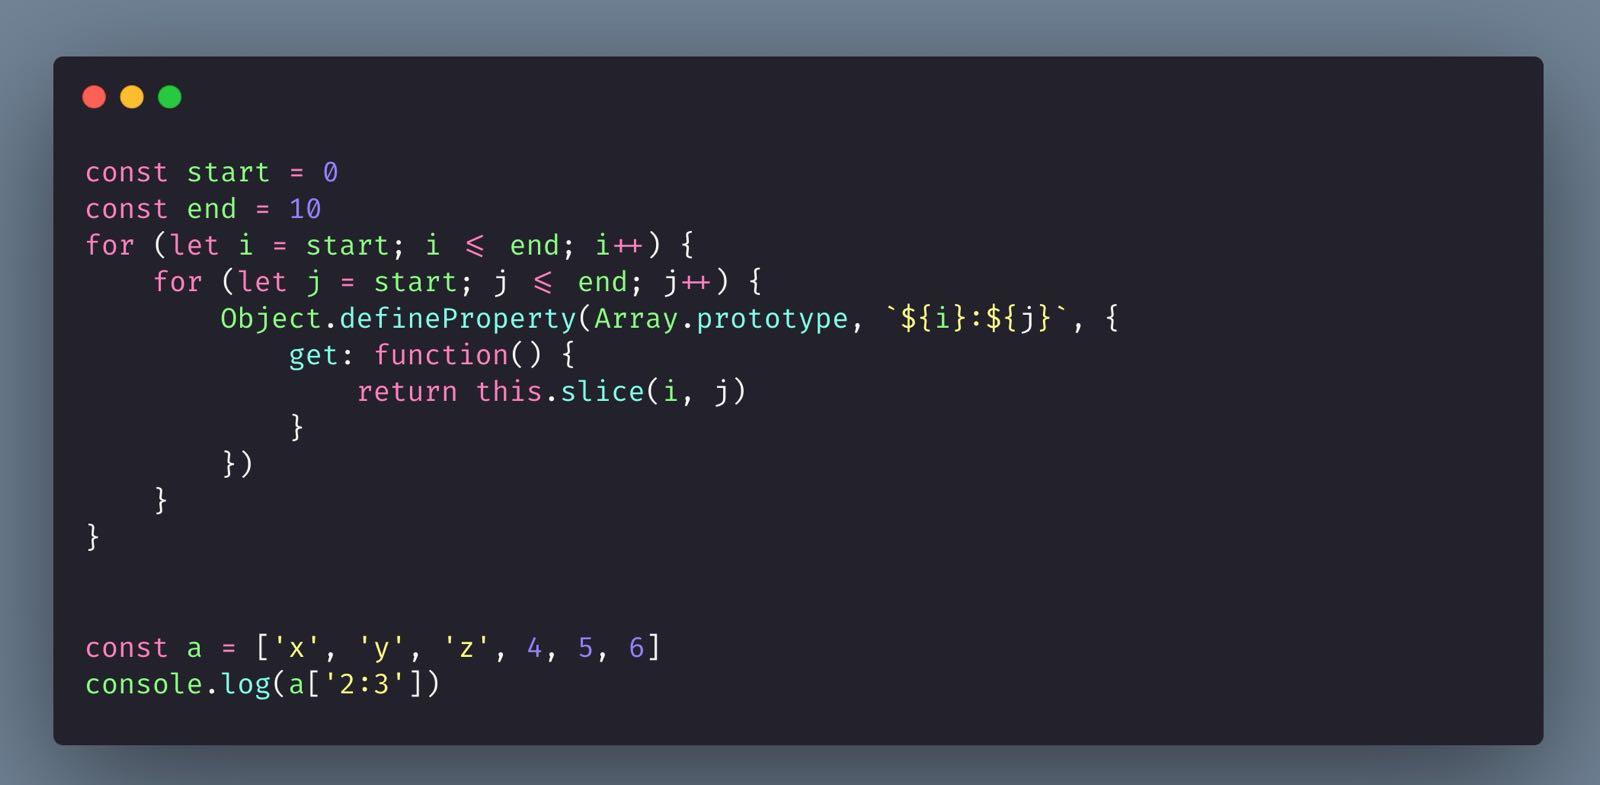 const start = 0
const end = 10
for (let i = start; i <= end; i++) {
    for (let j = start; j <= end; j++) {
        Object.defineProperty(Array.prototype, `${i}:${j}`, {
            get: function() {
                return this.slice(i, j)
            }
        })
    }
}
const a = ['x', 'y', 'z', 4, 5, 6]
console.log(a['2:3'])